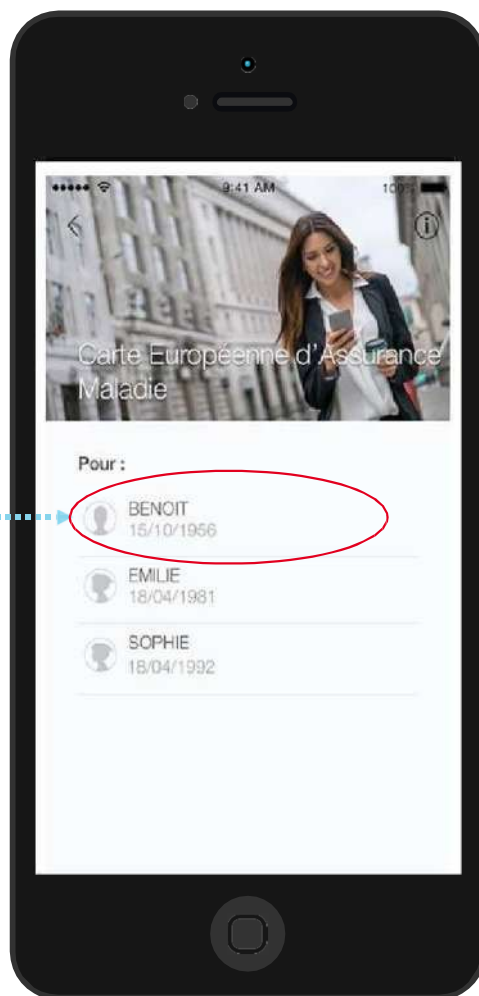 9:41 AM
100%
Carte Européenne d'Assurance
Maladie
Pour :
BENOIT
15/10/1956
EMILIE
18/04/1981
SOPHIE
18/04/1992